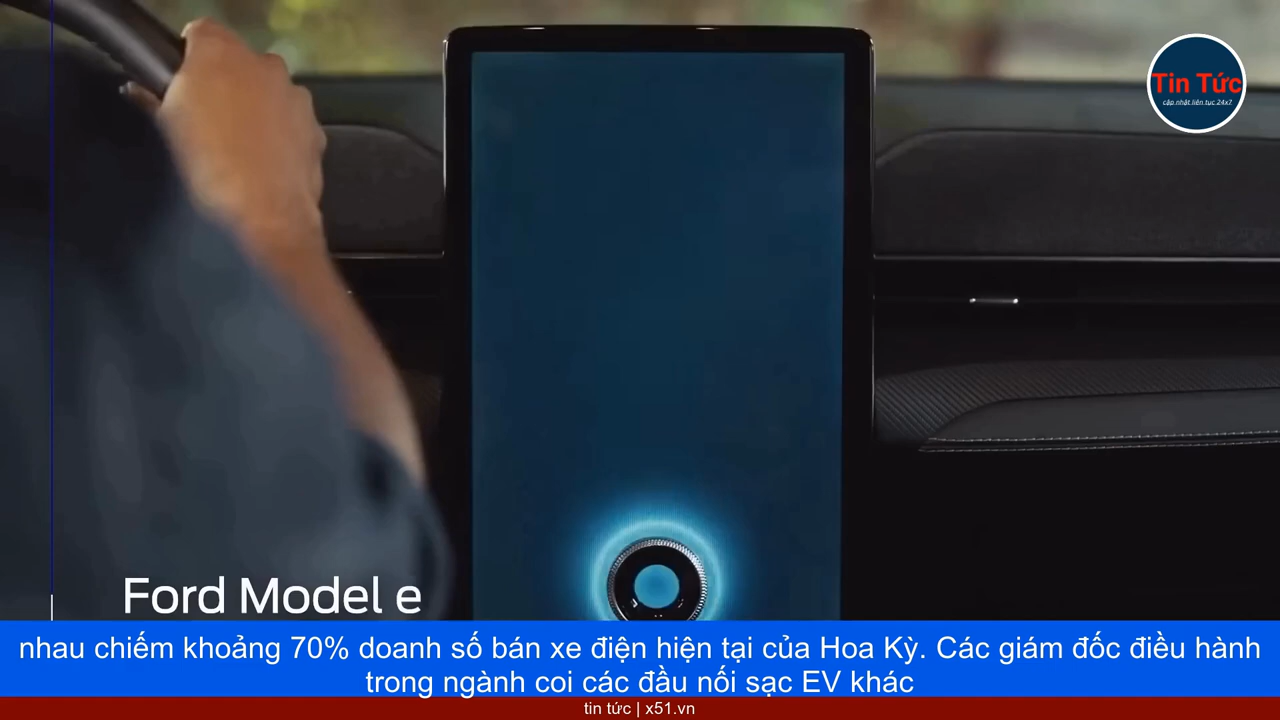 Tin Tức
cập nhật liên tục 24x7
Ford Model e
nhau chiếm khoảng 70% doanh số bán xe điện hiện tại của Hoa Kỳ. Các giám đốc điều hành
trong ngành coi các đầu nối sạc EV khác
tin tức | x51.vn